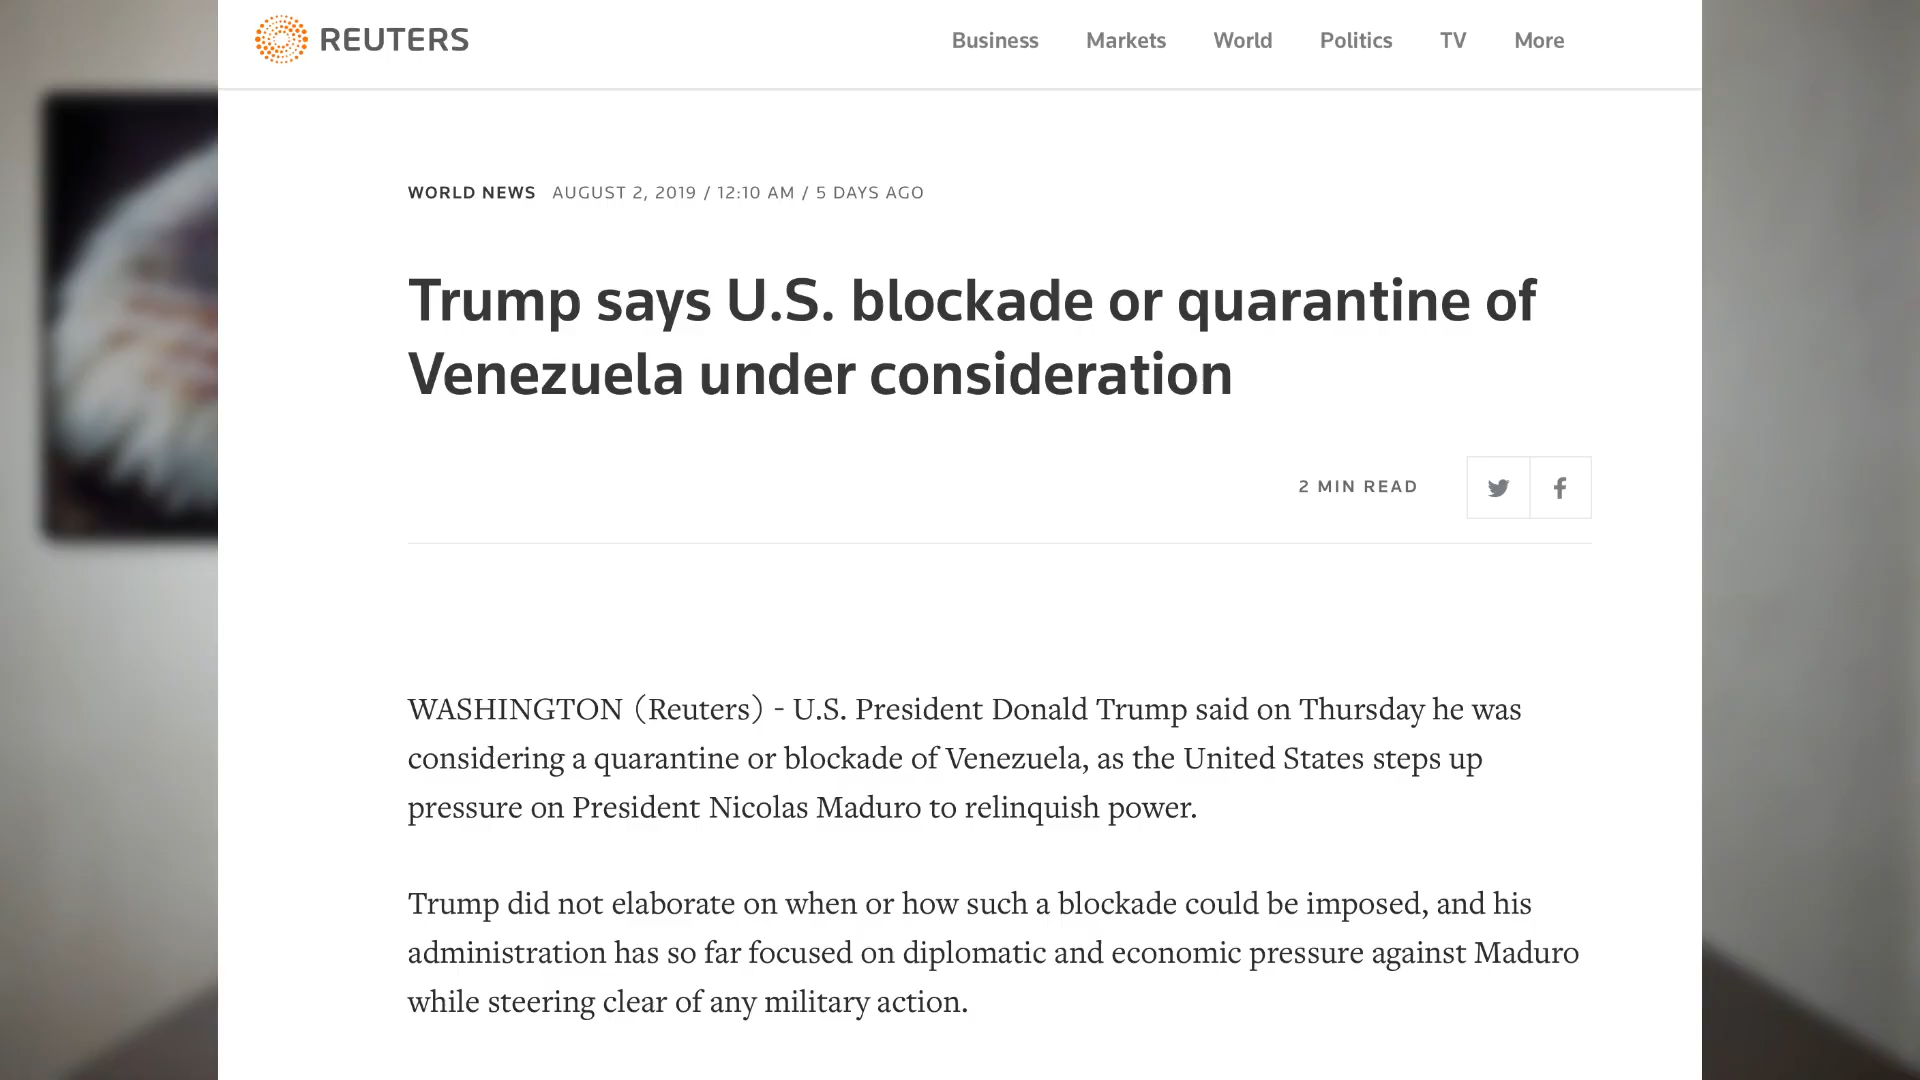 REUTERS
Business Markets World Politics TV More
WORLD NEWS AUGUST 2, 2019 / 12:10 AM / 5 DAYS AGO
Trump says U.S. blockade or quarantine of
Venezuela under consideration
2 MIN READ
WASHINGTON (Reuters) - U.S. President Donald Trump said on Thursday he was
considering a quarantine or blockade of Venezuela, as the United States steps up
pressure on President Nicolas Maduro to relinquish power.
Trump did not elaborate on when or how such a blockade could be imposed, and his
administration has so far focused on diplomatic and economic pressure against Maduro
while steering clear of any military action.